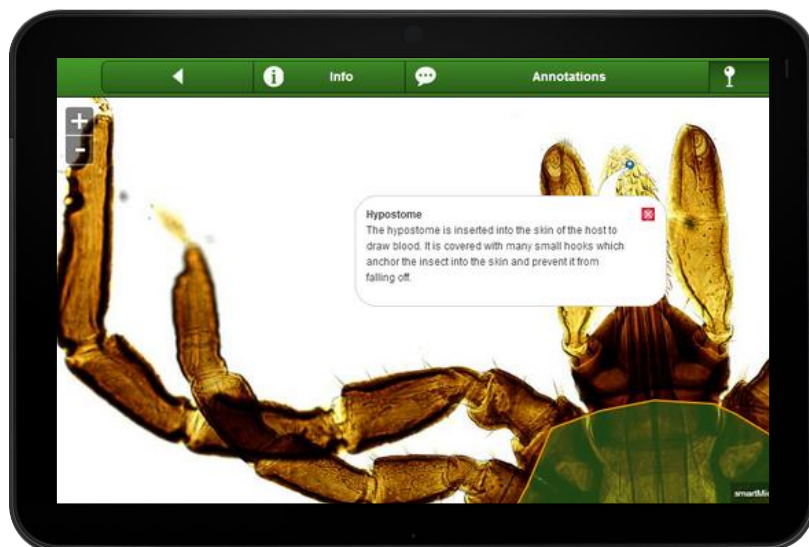 Info
Annotations
+
-
Hypostome
The hypostome is inserted into the skin of the host to
draw blood. It is covered with many small hooks which
anchor the insect into the skin and prevent it from
falling off.